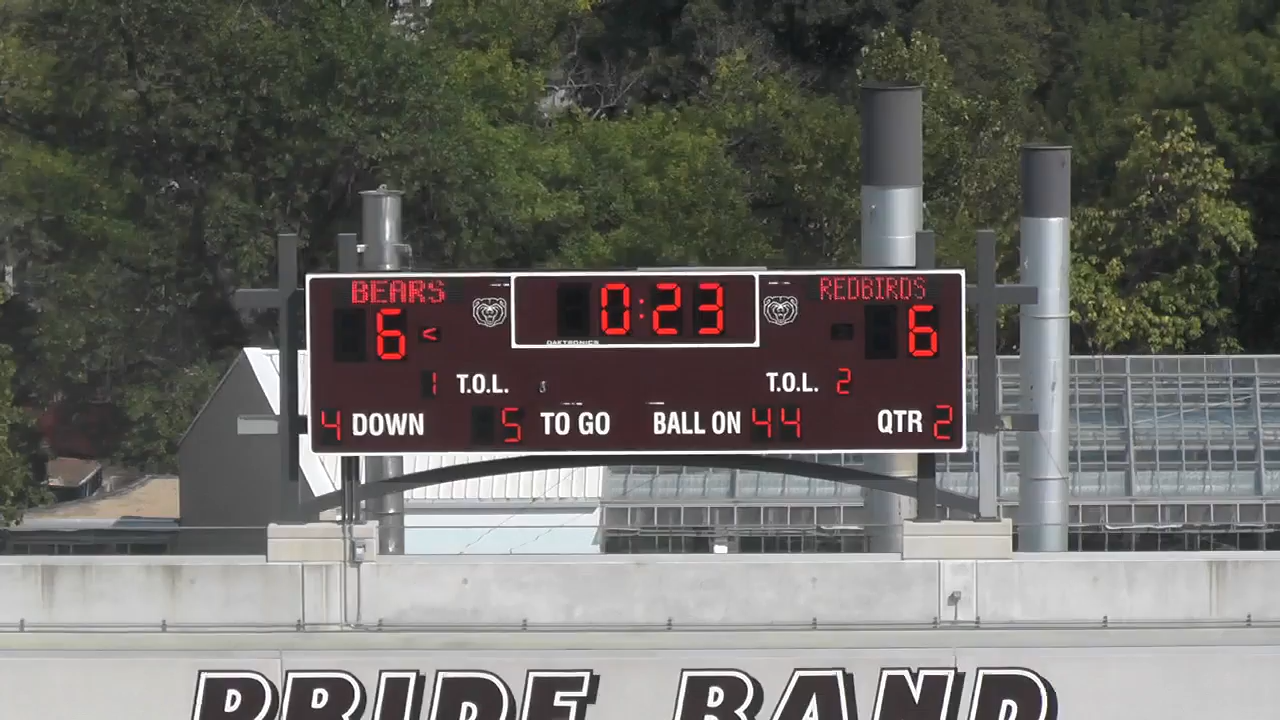 BEARS 0:23 REDBIRDS
6 < 6
DAKTRONICS
1 T.O.L. T.O.L. 2
4 DOWN 5 TO GO BALL ON 44 QTR 2
PRIDE BAND